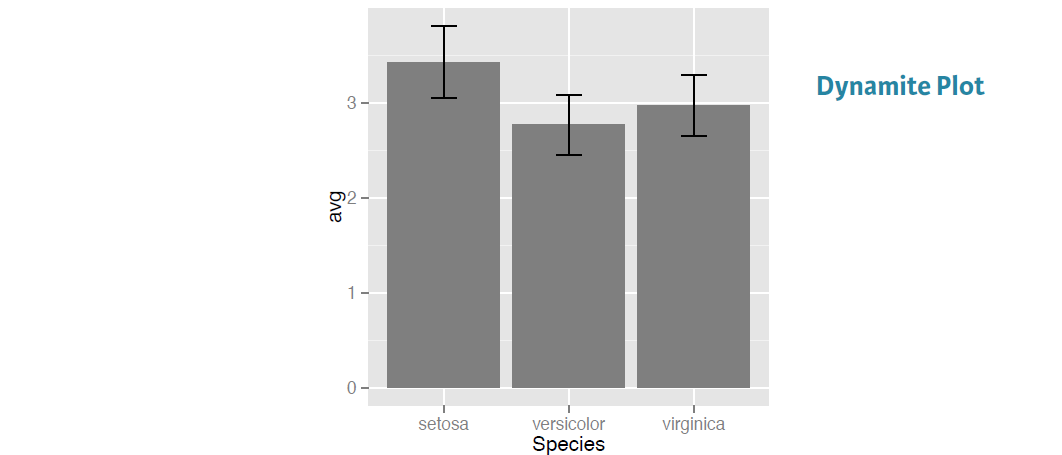 Dynamite Plot
3
2
1
0
avg
setosa versicolor virginica
Species